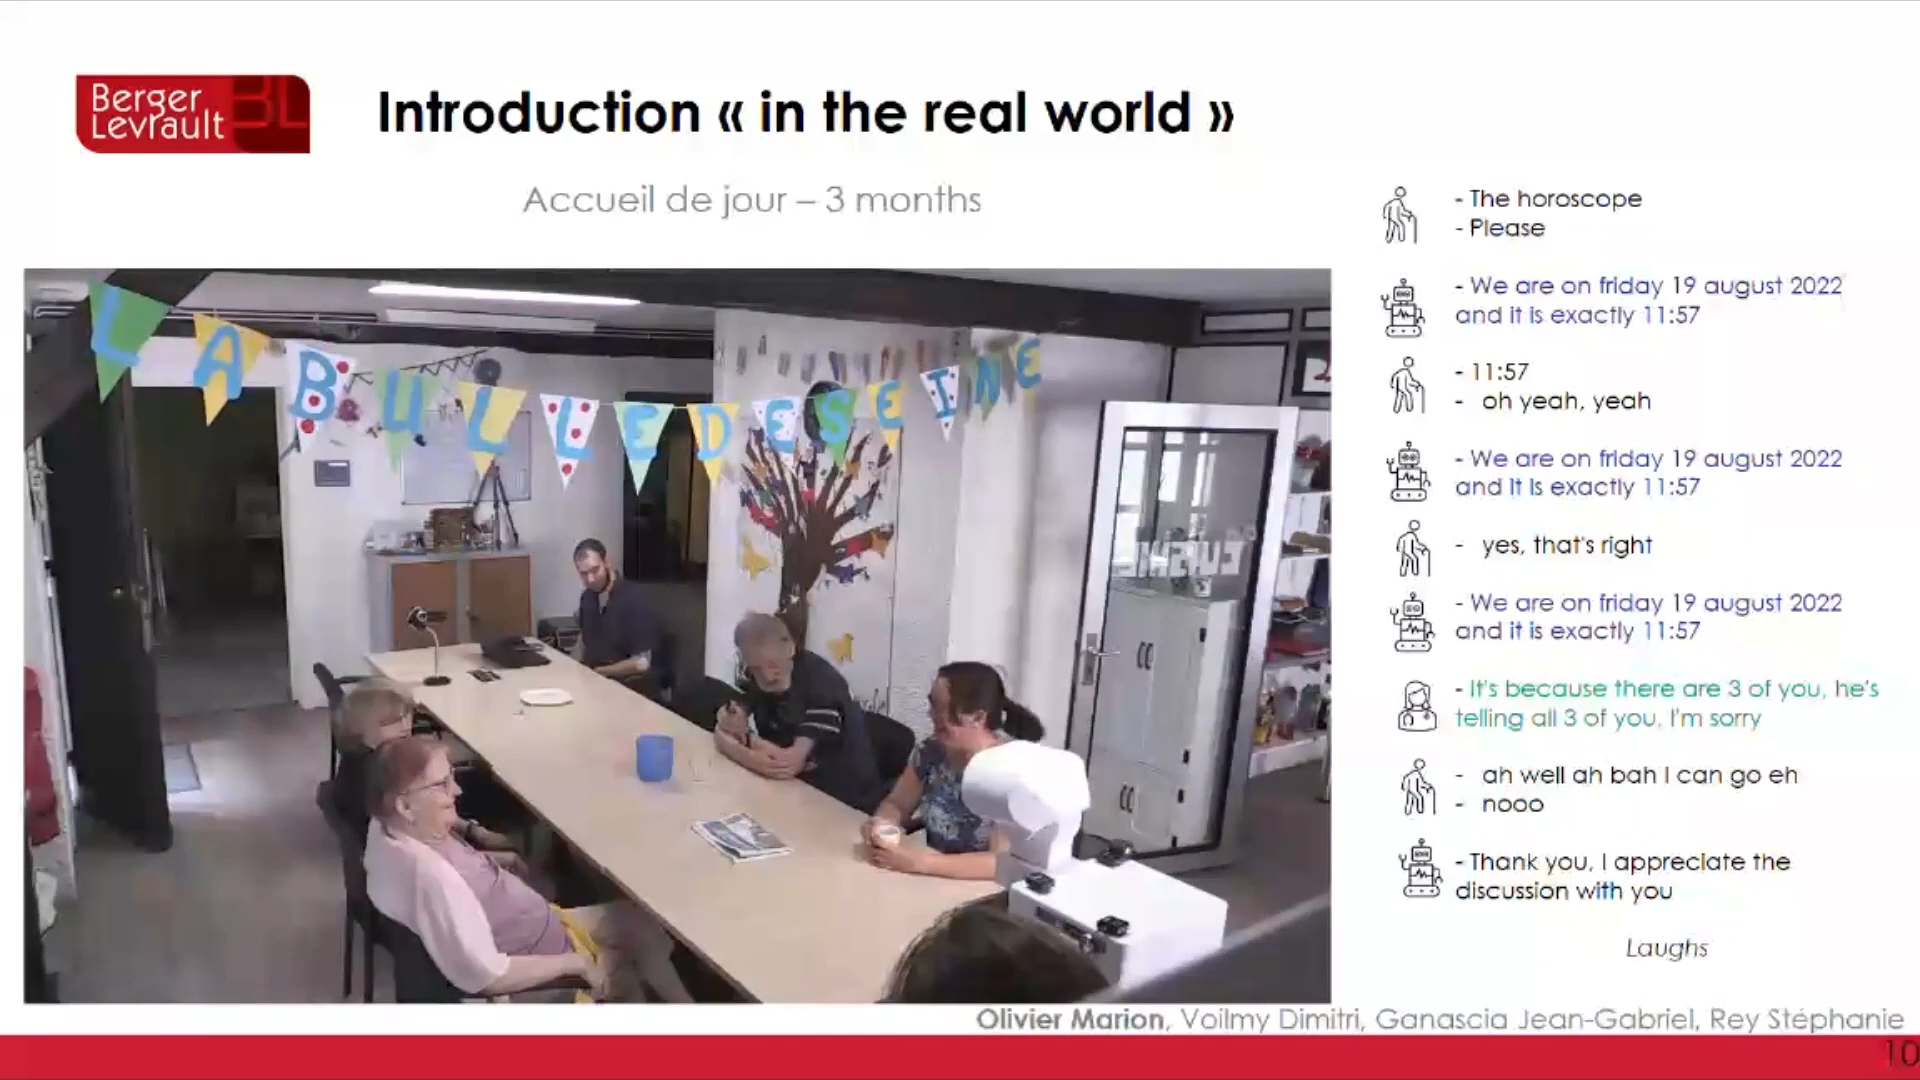 Berger
Levrault
BL
Introduction « in the real world »
Accueil de jour – 3 months
LA BULLE DE SEINE
- The horoscope
- Please
- We are on friday 19 august 2022
and it is exactly 11:57
- 11:57
- oh yeah, yeah
- We are on friday 19 august 2022
and it is exactly 11:57
- yes, that's right
- We are on friday 19 august 2022
and it is exactly 11:57
- It's because there are 3 of you, he's
telling all 3 of you, I'm sorry
- ah well ah bah I can go eh
- nooo
- Thank you, I appreciate the
discussion with you
Laughs
Olivier Marion, Voilmy Dimitri, Ganascia Jean-Gabriel, Rey Stéphanie
10